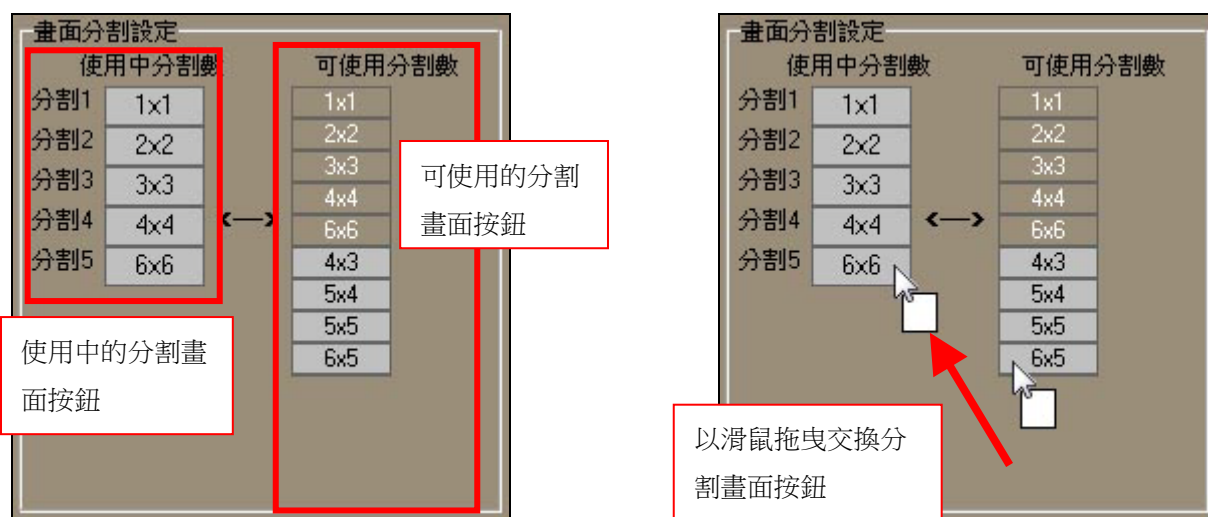 畫面分割設定
使用中分割數 可使用分割數
分割1 1x1 1x1
分割2 2x2 2x2
分割3 3x3 3x3
分割4 4x4 <—> 4x4
分割5 6x6 6x6
4x3
5x4
5x5
6x5
可使用的分割
畫面按鈕
使用中的分割畫
面按鈕
畫面分割設定
使用中分割數 可使用分割數
分割1 1x1 1x1
分割2 2x2 2x2
分割3 3x3 3x3
分割4 4x4 <—> 4x4
分割5 6x6 6x6
4x3
5x4
5x5
6x5
以滑鼠拖曳交換分
割畫面按鈕